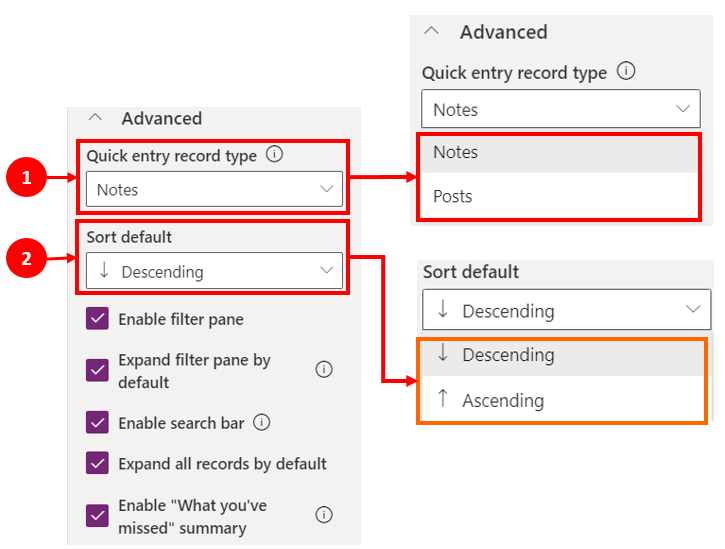 Advanced
1
Quick entry record type
Notes
2
Sort default
Descending
Enable filter pane
Expand filter pane by
default
Enable search bar
Expand all records by default
Enable "What you've
missed" summary
Advanced
Quick entry record type
Notes
Notes
Posts
Sort default
Descending
Descending
Ascending